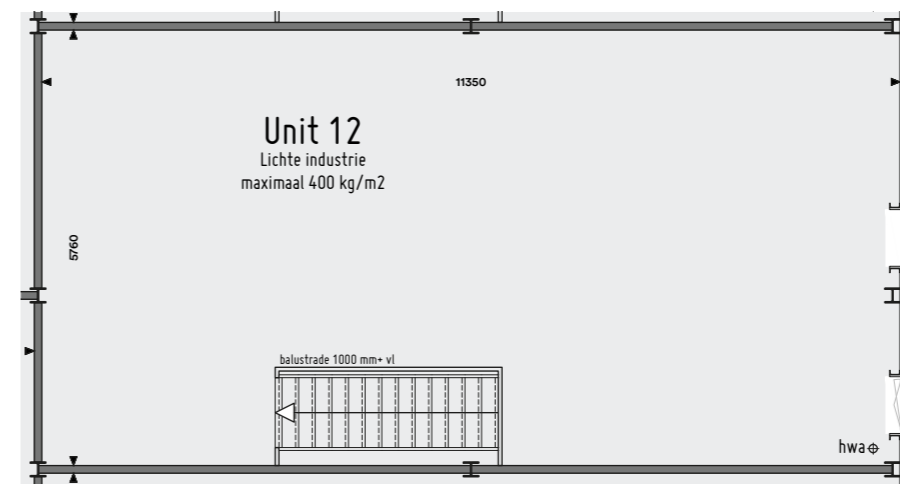 11350
Unit 12
Lichte industrie
maximaal 400 kg/m2
5760
balustrade 1000 mm+ vl
hwa